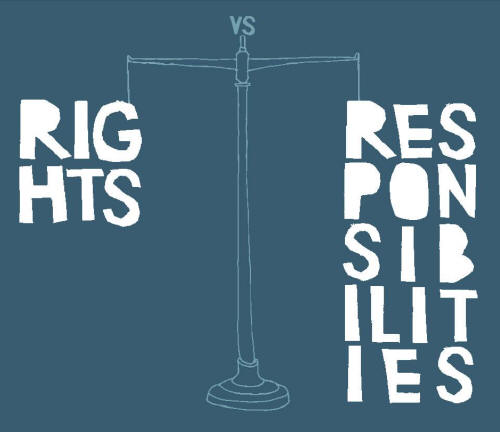 VS
RIG
HTS
RES
PON
SIB
ILIT
IES